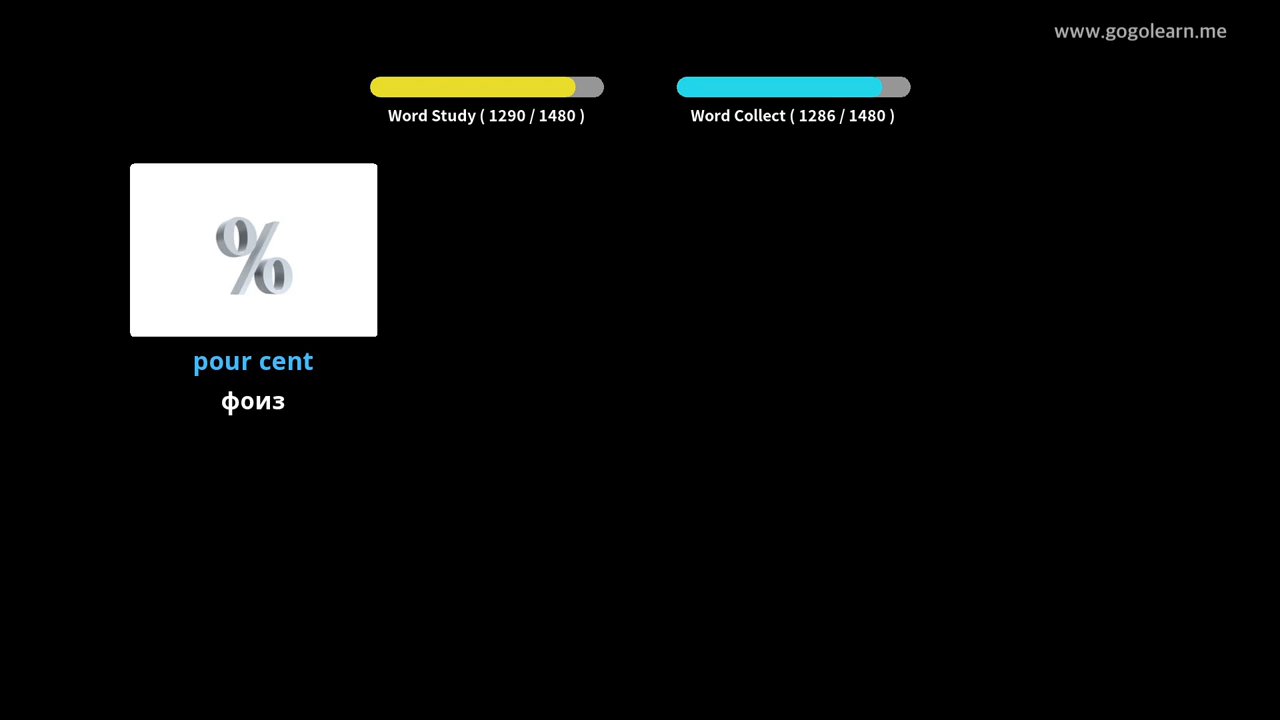 www.gogolearn.me
Word Study ( 1290 / 1480 )
Word Collect ( 1286 / 1480 )
%
pour cent
фоиз